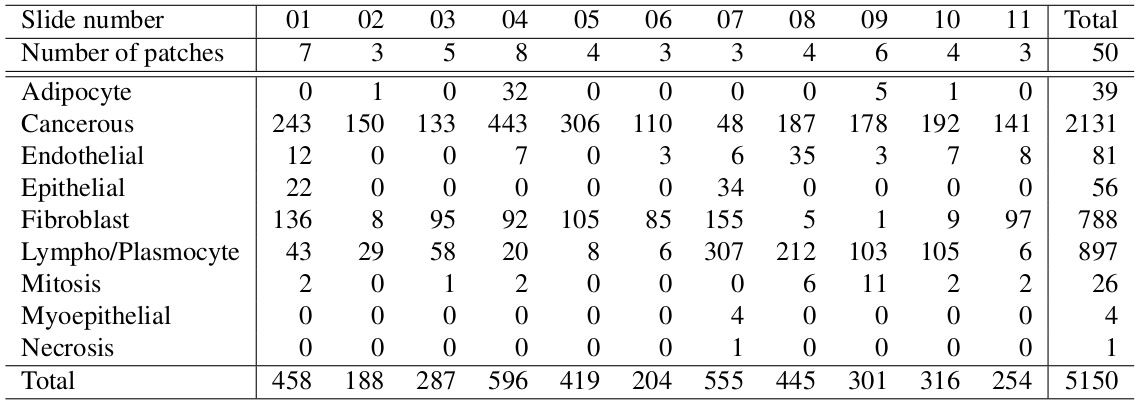 Slide number 01 02 03 04 05 06 07 08 09 10 11 Total
Number of patches 7 3 5 8 4 3 3 4 6 4 3 50
Adipocyte 0 1 0 32 0 0 0 0 5 1 0 39
Cancerous 243 150 133 443 306 110 48 187 178 192 141 2131
Endothelial 12 0 0 7 0 3 6 35 3 7 8 81
Epithelial 22 0 0 0 0 0 34 0 0 0 0 56
Fibroblast 136 8 95 92 105 85 155 5 1 9 97 788
Lympho/Plasmocyte 43 29 58 20 8 6 307 212 103 105 6 897
Mitosis 2 0 1 2 0 0 0 6 11 2 2 26
Myoepithelial 0 0 0 0 0 0 4 0 0 0 0 4
Necrosis 0 0 0 0 0 0 1 0 0 0 0 1
Total 458 188 287 596 419 204 555 445 301 316 254 5150